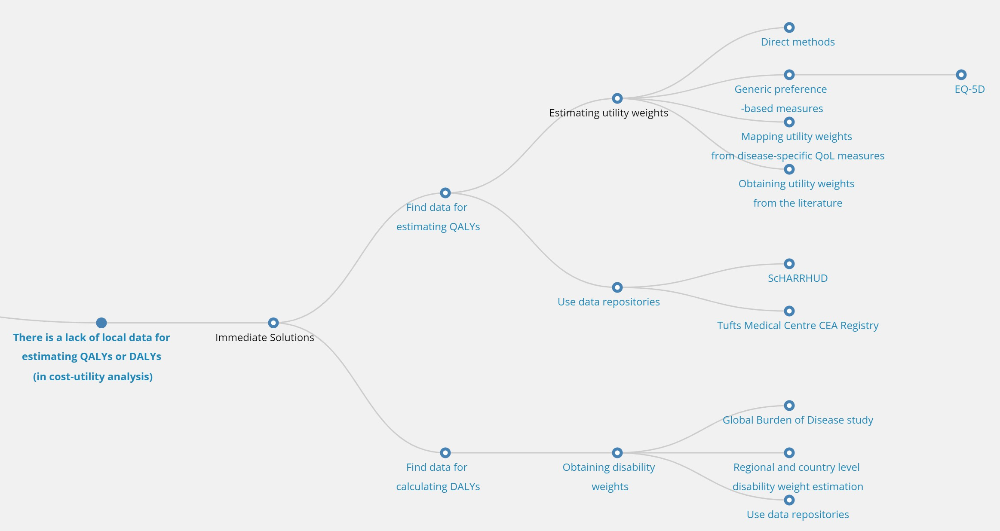 Direct methods
Generic preference
-based measures
EQ-5D
Estimating utility weights
Mapping utility weights
from disease-specific QoL measures
Obtaining utility weights
from the literature
Find data for
estimating QALYs
ScHARRHUD
Use data repositories
Tufts Medical Centre CEA Registry
There is a lack of local data for
estimating QALYs or DALYs
(in cost-utility analysis)
Immediate Solutions
Global Burden of Disease study
Find data for
calculating DALYs
Obtaining disability
weights
Regional and country level
disability weight estimation
Use data repositories